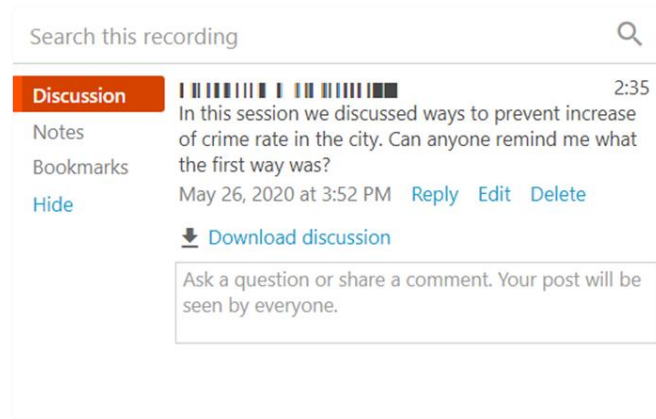 Search this recording
Discussion
Notes
Bookmarks
Hide
2:35
In this session we discussed ways to prevent increase
of crime rate in the city. Can anyone remind me what
the first way was?
May 26, 2020 at 3:52 PM Reply Edit Delete
Download discussion
Ask a question or share a comment. Your post will be
seen by everyone.